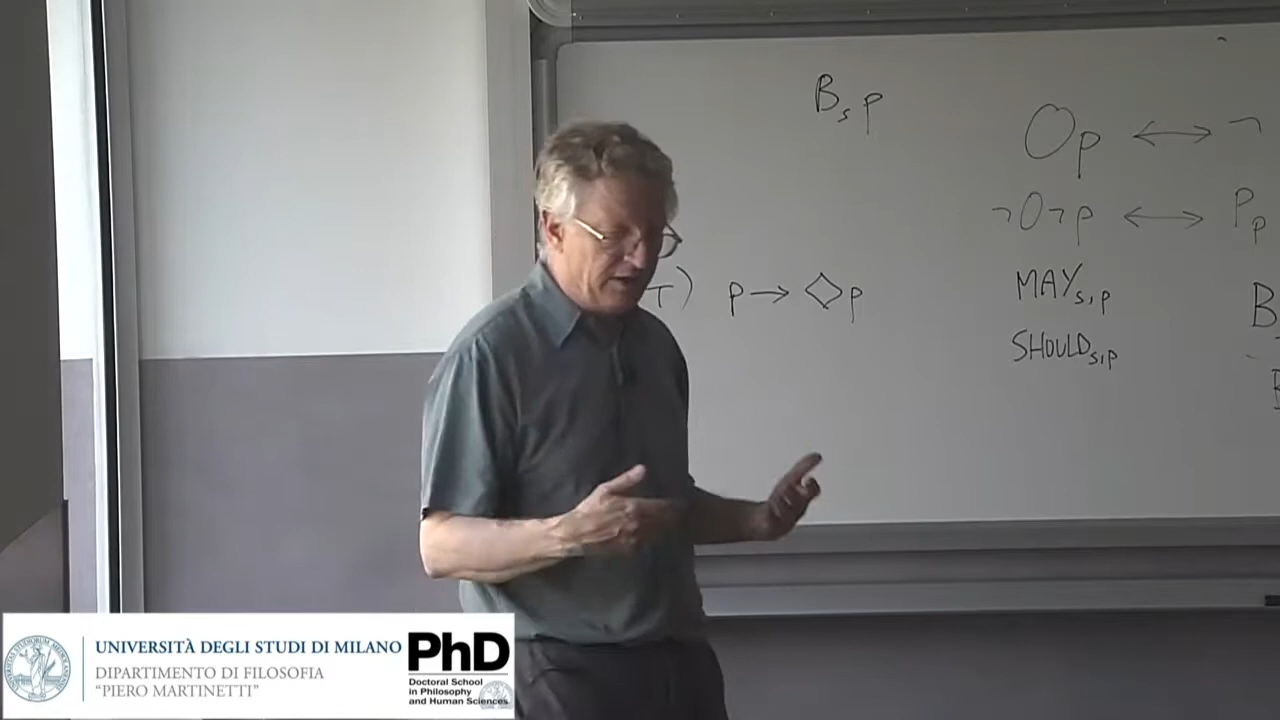 B_s p
Op ↔ ¬
¬O¬p ↔ P_p
T) p → ◇p
MAY_s,p
SHOULD_s,p
B
UNIVERSITÀ DEGLI STUDI DI MILANO
DIPARTIMENTO DI FILOSOFIA
"PIERO MARTINETTI"
PhD
Doctoral School
in Philosophy
and Human Sciences